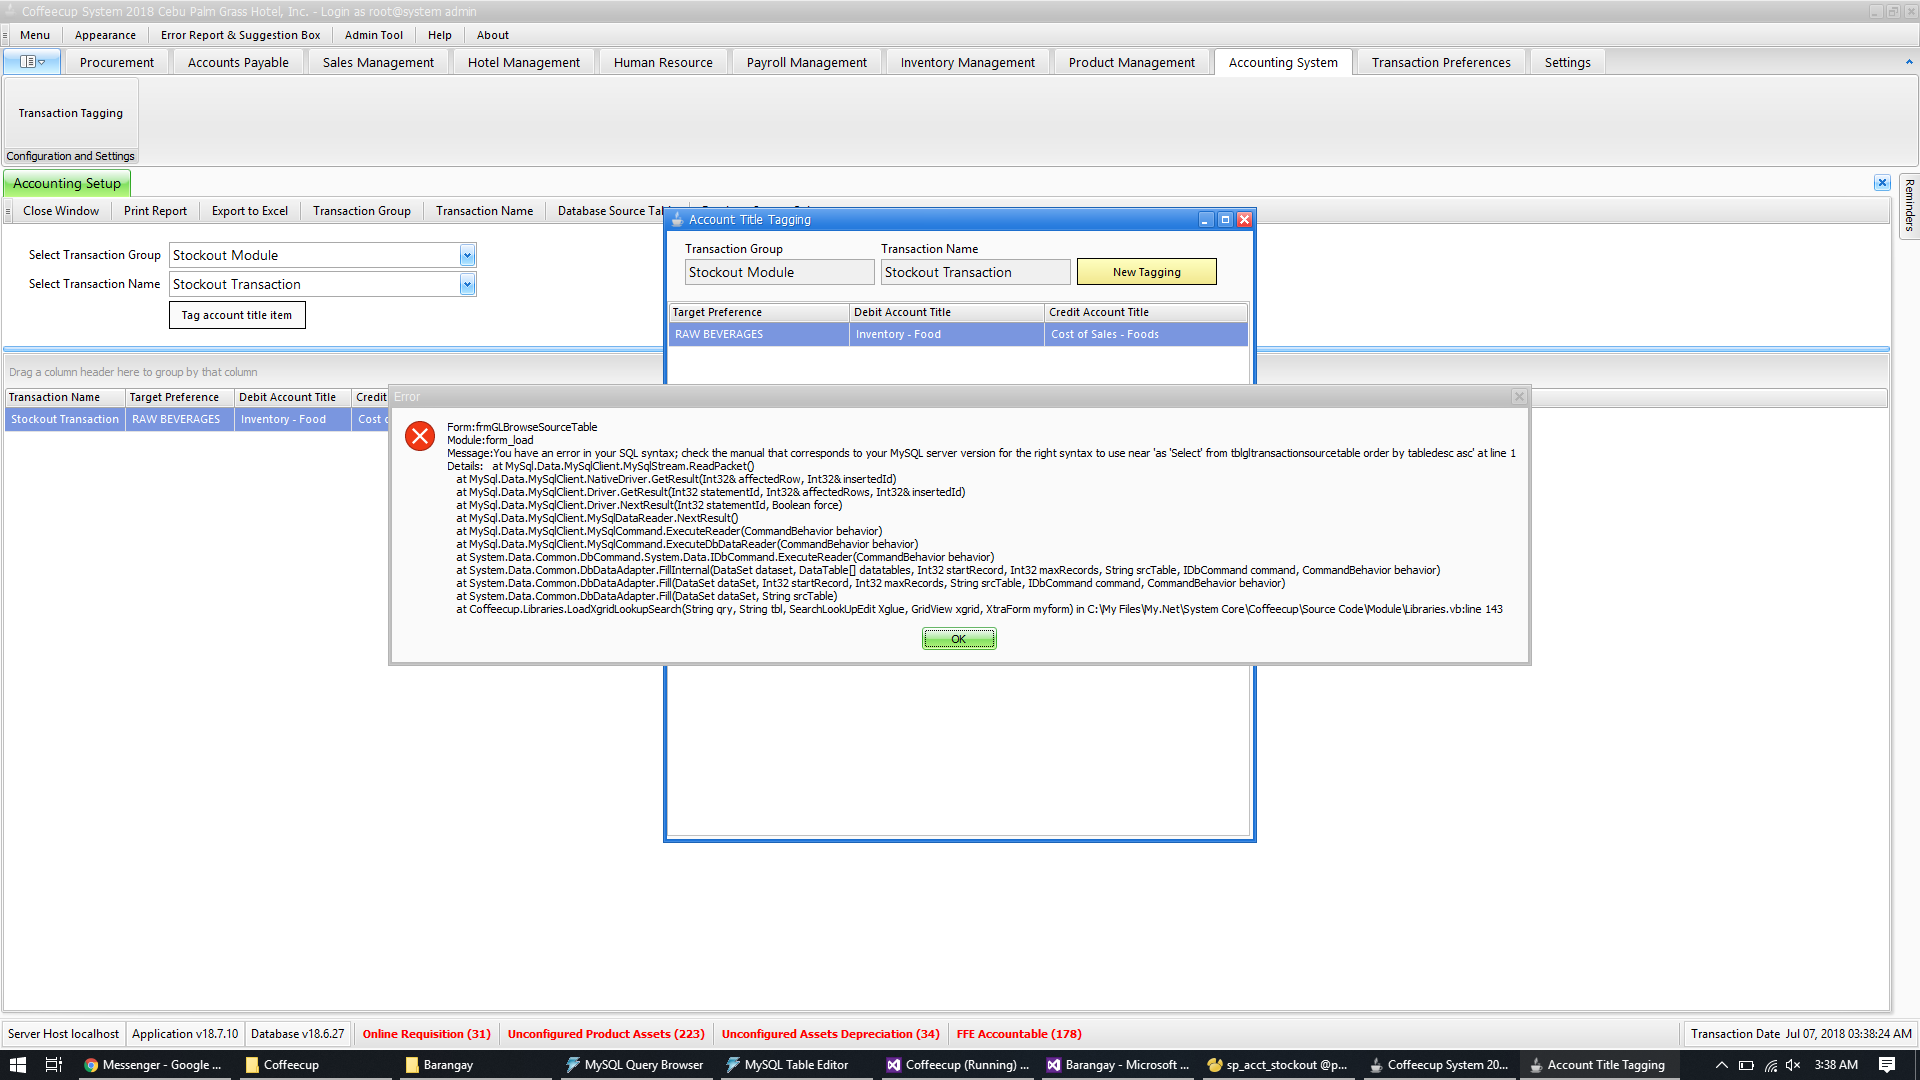 Coffeecup System 2018 Cebu Palm Grass Hotel, Inc. - Login as root@system admin
Menu Appearance Error Report & Suggestion Box Admin Tool Help About
Procurement Accounts Payable Sales Management Hotel Management Human Resource Payroll Management Inventory Management Product Management Accounting System Transaction Preferences Settings
Transaction Tagging
Configuration and Settings
Accounting Setup
Reminders
Close Window Print Report Export to Excel Transaction Group Transaction Name Database Source
Account Title Tagging
Select Transaction Group Stockout Module
Select Transaction Name Stockout Transaction
Tag account title item
Transaction Group Transaction Name
Stockout Module Stockout Transaction New Tagging
Target Preference Debit Account Title Credit Account Title
RAW BEVERAGES Inventory - Food Cost of Sales - Foods
Drag a column header here to group by that column
Transaction Name Target Preference Debit Account Title Credit
Stockout Transaction RAW BEVERAGES Inventory - Food Cost
Error
Form:frmGLBrowseSourceTable
Module:form_load
Message:You have an error in your SQL syntax; check the manual that corresponds to your MySQL server version for the right syntax to use near 'as 'Select' from tblgltransactionsourcetable order by tabledesc asc' at line 1
Details: at MySql.Data.MySqlClient.MySqlStream.ReadPacket()
at MySql.Data.MySqlClient.NativeDriver.GetResult(Int32& affectedRow, Int32& insertedId)
at MySql.Data.MySqlClient.Driver.GetResult(Int32 statementId, Int32& affectedRows, Int32& insertedId)
at MySql.Data.MySqlClient.Driver.NextResult(Int32 statementId, Boolean force)
at MySql.Data.MySqlClient.MySqlDataReader.NextResult()
at MySql.Data.MySqlClient.MySqlCommand.ExecuteReader(CommandBehavior behavior)
at MySql.Data.MySqlClient.MySqlCommand.ExecuteDbDataReader(CommandBehavior behavior)
at System.Data.Common.DbCommand.System.Data.IDbCommand.ExecuteReader(CommandBehavior behavior)
at System.Data.Common.DbDataAdapter.FillInternal(DataSet dataset, DataTable[] datatables, Int32 startRecord, Int32 maxRecords, String srcTable, IDbCommand command, CommandBehavior behavior)
at System.Data.Common.DbDataAdapter.Fill(DataSet dataSet, Int32 startRecord, Int32 maxRecords, String srcTable, IDbCommand command, CommandBehavior behavior)
at System.Data.Common.DbDataAdapter.Fill(DataSet dataSet, String srcTable)
at Coffeecup.Libraries.LoadXgridLookupSearch(String qry, String tbl, SearchLookUpEdit Xglue, GridView xgrid, XtraForm myform) in C:\My Files\My.Net\System Core\Coffeecup\Source Code\Module\Libraries.vb:line 143
OK
Server Host localhost Application v18.7.10 Database v18.6.27 Online Requisition (31) Unconfigured Product Assets (223) Unconfigured Assets Depreciation (34) FFE Accountable (178) Transaction Date Jul 07, 2018 03:38:24 AM
Messenger - Google ... Coffeecup Barangay MySQL Query Browser MySQL Table Editor Coffeecup (Running) ... Barangay - Microsoft ... sp_acct_stockout @p... Coffeecup System 20... Account Title Tagging 3:38 AM